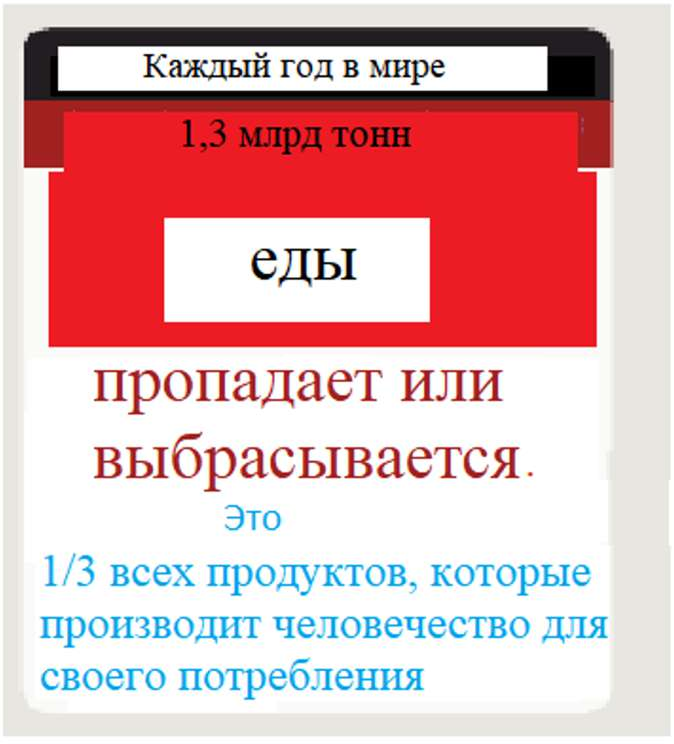 Каждый год в мире
1,3 млрд тонн
еды
пропадает или
выбрасывается.
Это
1/3 всех продуктов, которые
производит человечество для
своего потребления